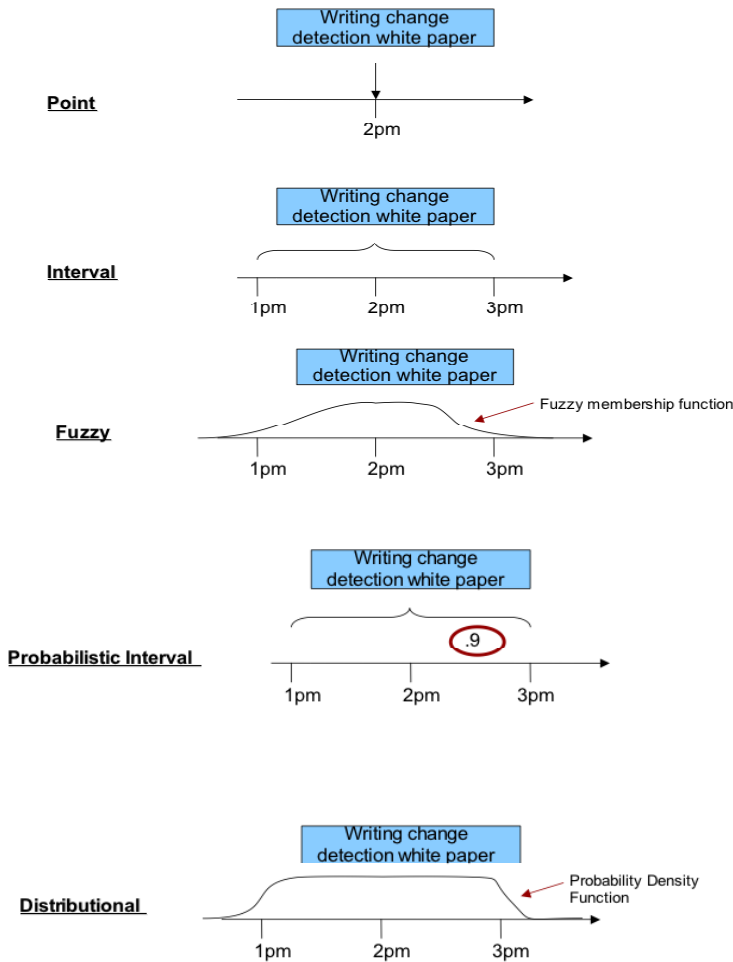 Writing change
detection white paper
Point
2pm
Writing change
detection white paper
Interval
1pm 2pm 3pm
Writing change
detection white paper
Fuzzy membership function
Fuzzy
1pm 2pm 3pm
Writing change
detection white paper
.9
Probabilistic Interval
1pm 2pm 3pm
Writing change
detection white paper
Probability Density
Function
Distributional
1pm 2pm 3pm